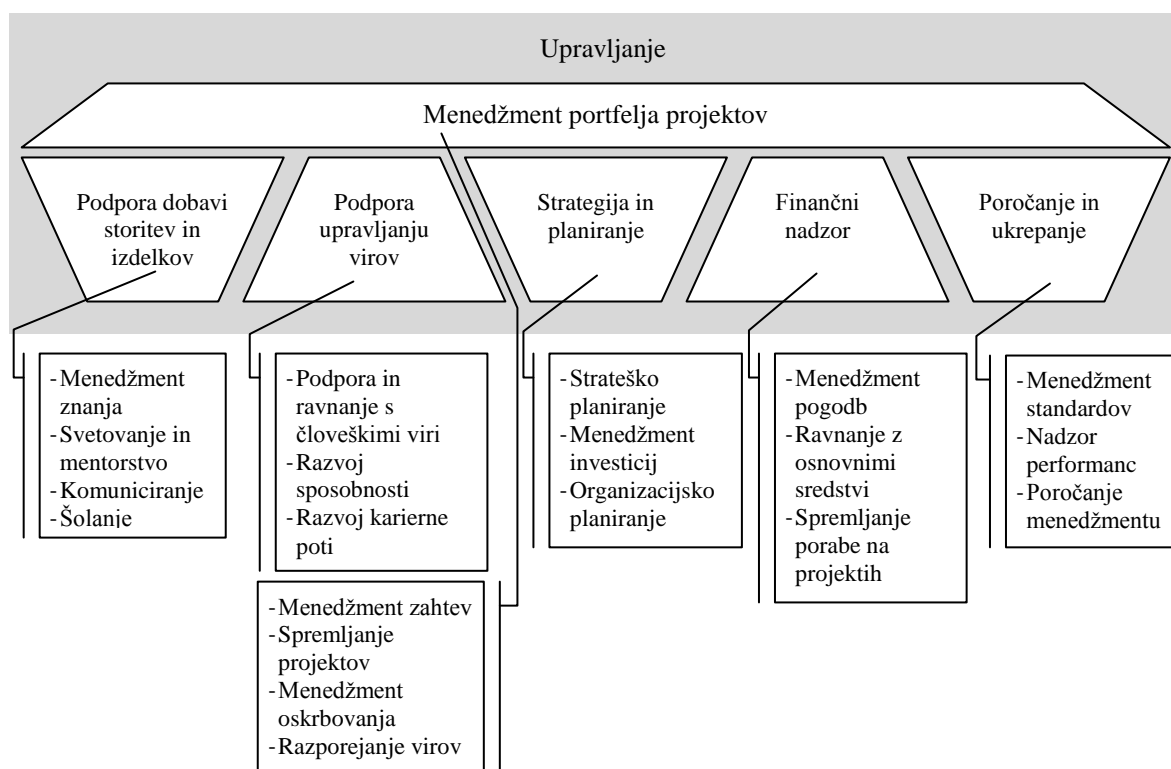 Upravljanje
Menedžment portfelja projektov
Podpora dobavi
storitev in
izdelkov
Podpora
upravljanju
virov
Strategija in
planiranje
Finančni
nadzor
Poročanje in
ukrepanje
-Menedžment
znanja
-Svetovanje in
mentorstvo
-Komuniciranje
-Šolanje
-Podpora in
ravnanje s
človeškimi viri
-Razvoj
sposobnosti
-Razvoj karierne
poti
-Strateško
planiranje
-Menedžment
investicij
-Organizacijsko
planiranje
-Menedžment
pogodb
-Ravnanje z
osnovnimi
sredstvi
-Spremljanje
porabe na
projektih
-Menedžment
standardov
-Nadzor
performanc
-Poročanje
menedžmentu
-Menedžment zahtev
-Spremljanje
projektov
-Menedžment
oskrbovanja
-Razporejanje virov